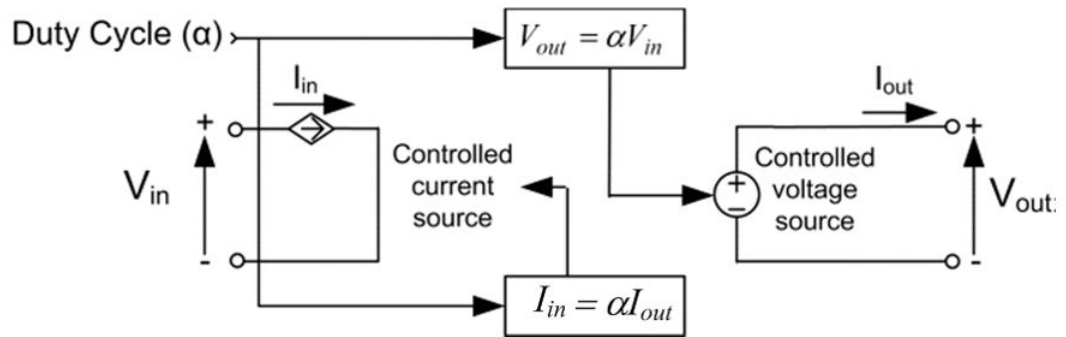 Duty Cycle (α)
V_out = αV_in
I_in
I_out
+
+
V_in
Controlled
current
source
+
−
Controlled
voltage
source
V_out:
-
-
I_in = αI_out